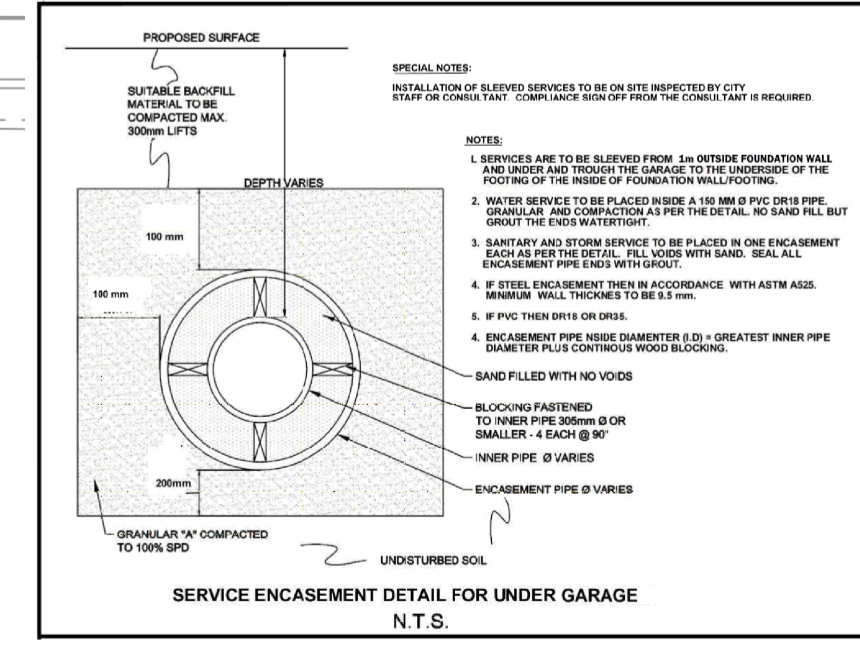 PROPOSED SURFACE
SUITABLE BACKFILL
MATERIAL TO BE
COMPACTED MAX.
300mm LIFTS
DEPTH VARIES
100 mm
100 mm
200mm
GRANULAR "A" COMPACTED
TO 100% SPD
UNDISTURBED SOIL
SPECIAL NOTES:
INSTALLATION OF SLEEVED SERVICES TO BE ON SITE INSPECTED BY CITY
STAFF OR CONSULTANT. COMPLIANCE SIGN OFF FROM THE CONSULTANT IS REQUIRED.
NOTES:
1. SERVICES ARE TO BE SLEEVED FROM 1m OUTSIDE FOUNDATION WALL
AND UNDER AND TROUGH THE GARAGE TO THE UNDERSIDE OF THE
FOOTING OF THE INSIDE OF FOUNDATION WALL/FOOTING.
2. WATER SERVICE TO BE PLACED INSIDE A 150 MM Ø PVC DR18 PIPE.
GRANULAR AND COMPACTION AS PER THE DETAIL. NO SAND FILL BUT
GROUT THE ENDS WATERTIGHT.
3. SANITARY AND STORM SERVICE TO BE PLACED IN ONE ENCASEMENT
EACH AS PER THE DETAIL. FILL VOIDS WITH SAND. SEAL ALL
ENCASEMENT PIPE ENDS WITH GROUT.
4. IF STEEL ENCASEMENT THEN IN ACCORDANCE WITH ASTM A525.
MINIMUM WALL THICKNES TO BE 9.5 mm.
5. IF PVC THEN DR18 OR DR35.
4. ENCASEMENT PIPE NSIDE DIAMENTER (I.D) = GREATEST INNER PIPE
DIAMETER PLUS CONTINOUS WOOD BLOCKING.
SAND FILLED WITH NO VOIDS
BLOCKING FASTENED
TO INNER PIPE 305mm Ø OR
SMALLER - 4 EACH @ 90°
INNER PIPE Ø VARIES
ENCASEMENT PIPE Ø VARIES
SERVICE ENCASEMENT DETAIL FOR UNDER GARAGE
N.T.S.